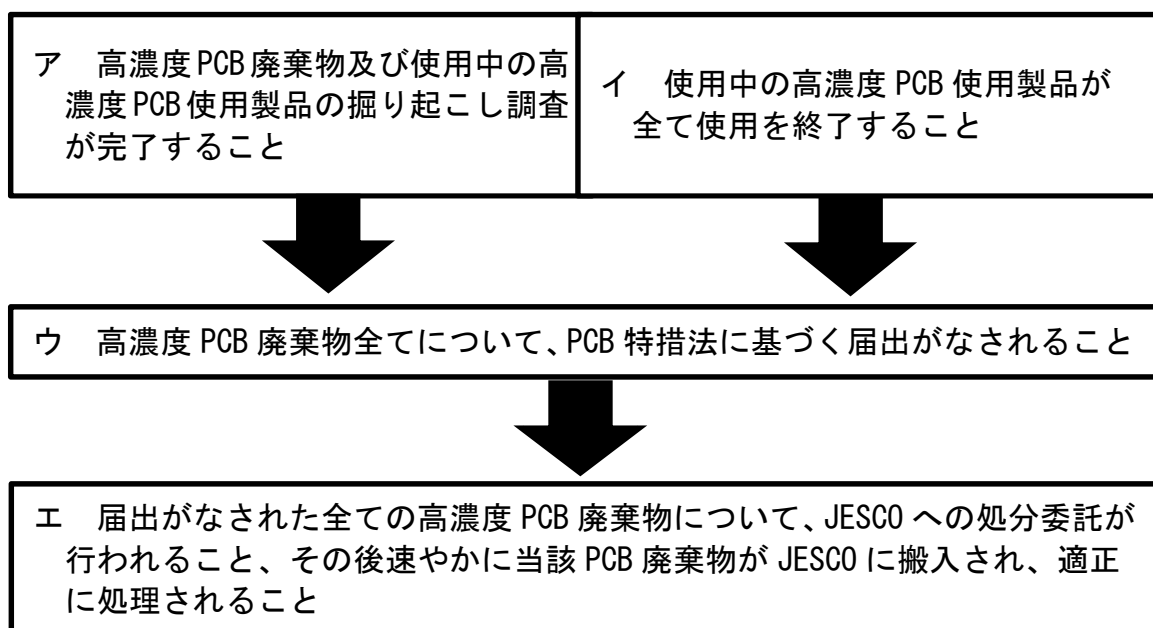 ア　高濃度PCB廃棄物及び使用中の高
濃度PCB使用製品の掘り起こし調査
が完了すること
イ　使用中の高濃度PCB使用製品が
全て使用を終了すること
ウ　高濃度PCB廃棄物全てについて、PCB特措法に基づく届出がなされること
エ　届出がなされた全ての高濃度PCB廃棄物について、JESCOへの処分委託が
行われること、その後速やかに当該PCB廃棄物がJESCOに搬入され、適正
に処理されること